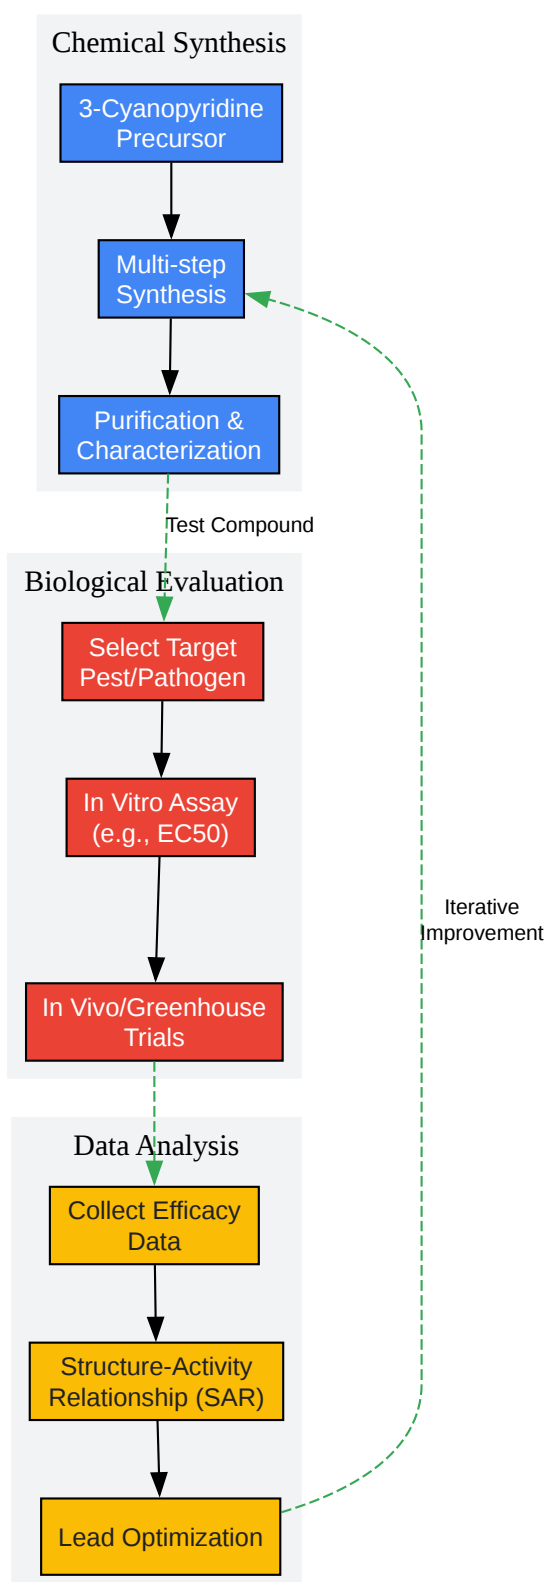 Chemical Synthesis
3-Cyanopyridine
Precursor
Multi-step
Synthesis
Purification &
Characterization
Test Compound
Biological Evaluation
Select Target
Pest/Pathogen
In Vitro Assay
(e.g., EC50)
Iterative
Improvement
In Vivo/Greenhouse
Trials
Data Analysis
Collect Efficacy
Data
Structure-Activity
Relationship (SAR)
Lead Optimization